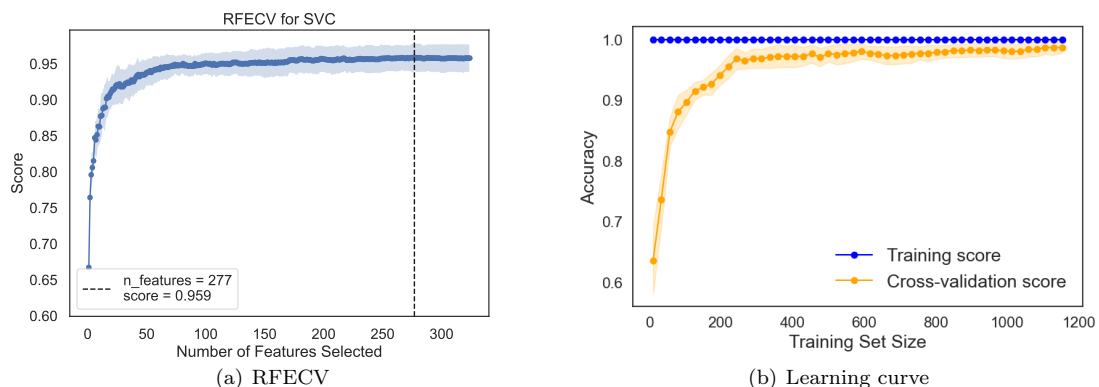 RFECV for SVC
Score
0.95
0.90
0.85
0.80
0.75
0.70
0.65
0.60
n_features = 277
score = 0.959
0 50 100 150 200 250 300
Number of Features Selected
(a) RFECV
Accuracy
1.0
0.9
0.8
0.7
0.6
Training score
Cross-validation score
0 200 400 600 800 1000 1200
Training Set Size
(b) Learning curve